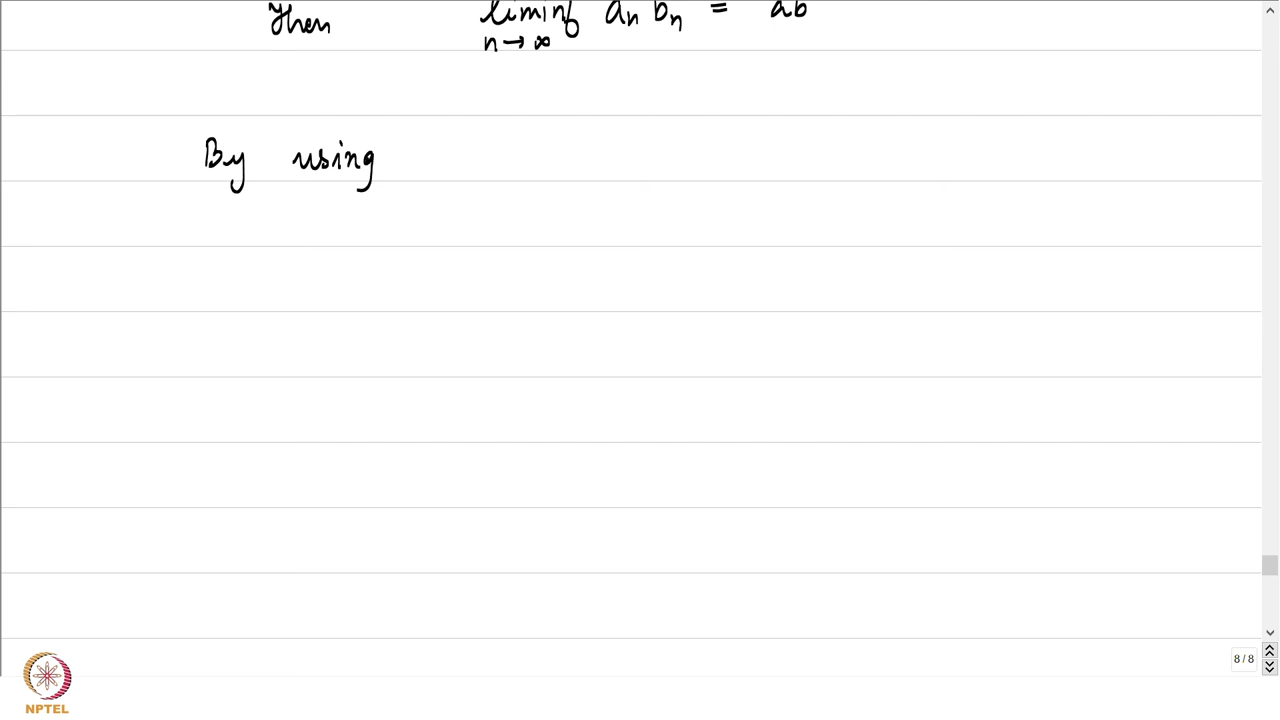 Then liminf aₙ bₙ = ab
n → ∞
By using
8 / 8
NPTEL